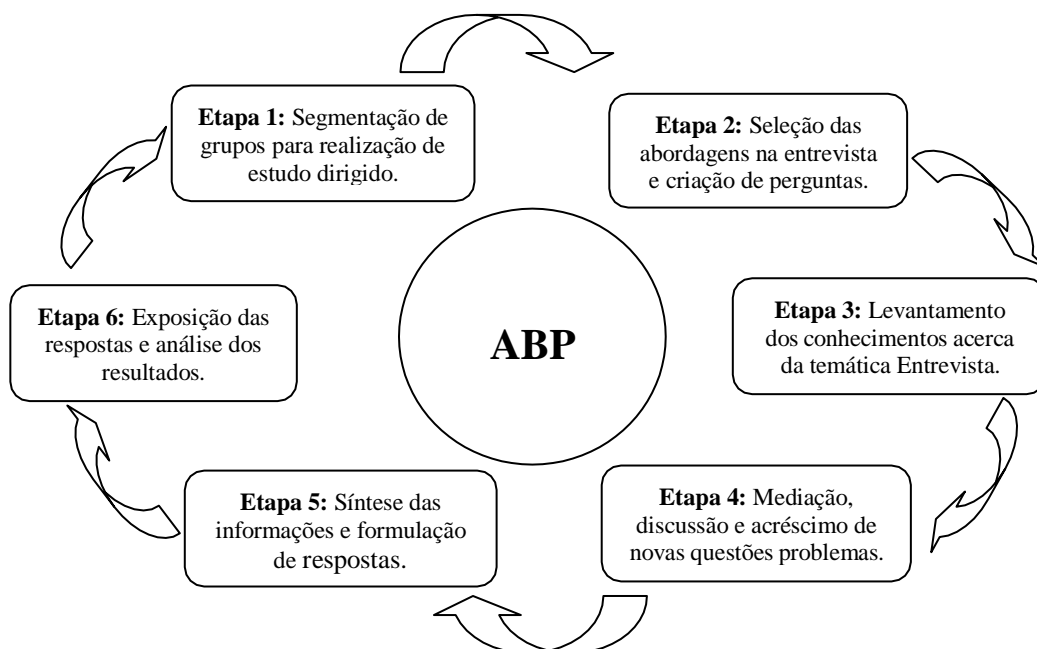 Etapa 1: Segmentação de
grupos para realização de
estudo dirigido.
Etapa 2: Seleção das
abordagens na entrevista
e criação de perguntas.
Etapa 3: Levantamento
dos conhecimentos acerca
da temática Entrevista.
Etapa 4: Mediação,
discussão e acréscimo de
novas questões problemas.
Etapa 5: Síntese das
informações e formulação
de respostas.
Etapa 6: Exposição das
respostas e análise dos
resultados.
ABP